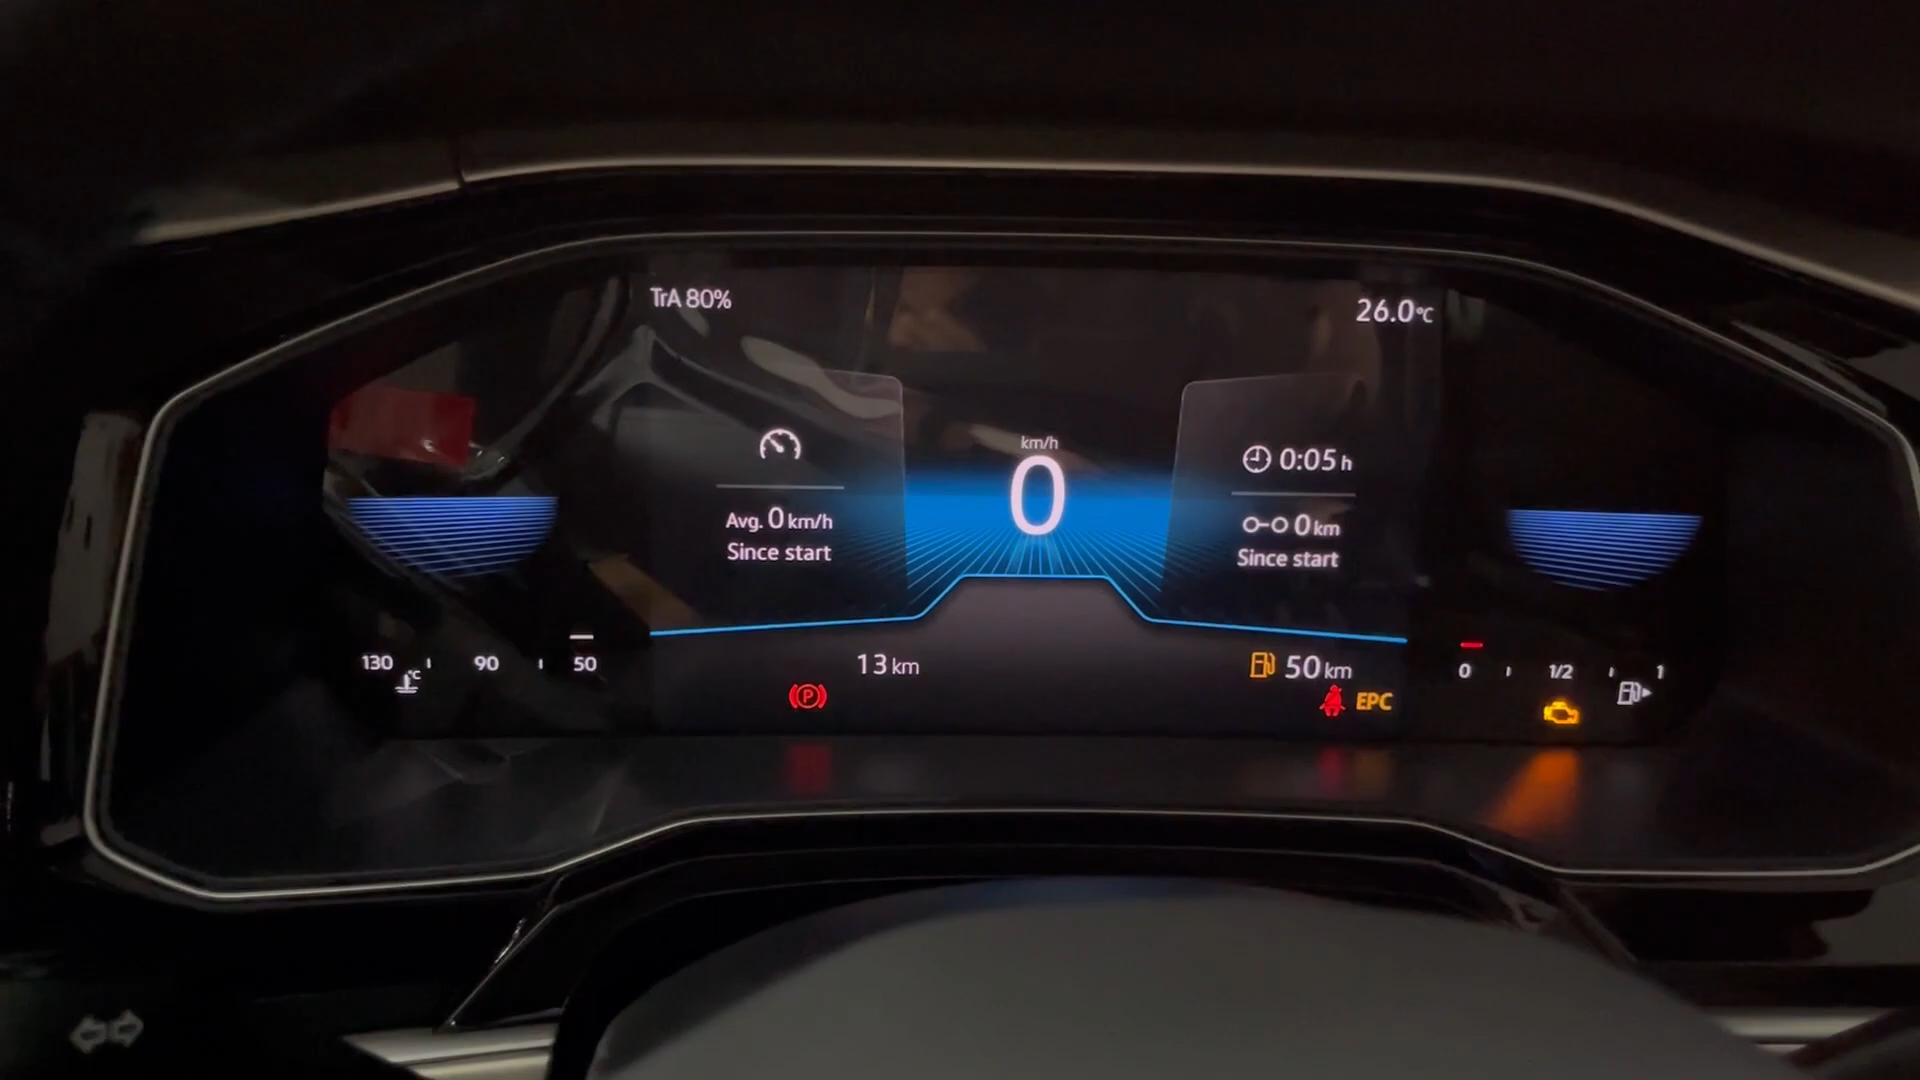 TrA 80%
26.0°C
km/h
0
Avg. 0 km/h
Since start
0:05 h
0 km
Since start
130
90
50
°C
13 km
50 km
0
1/2
1
P
EPC